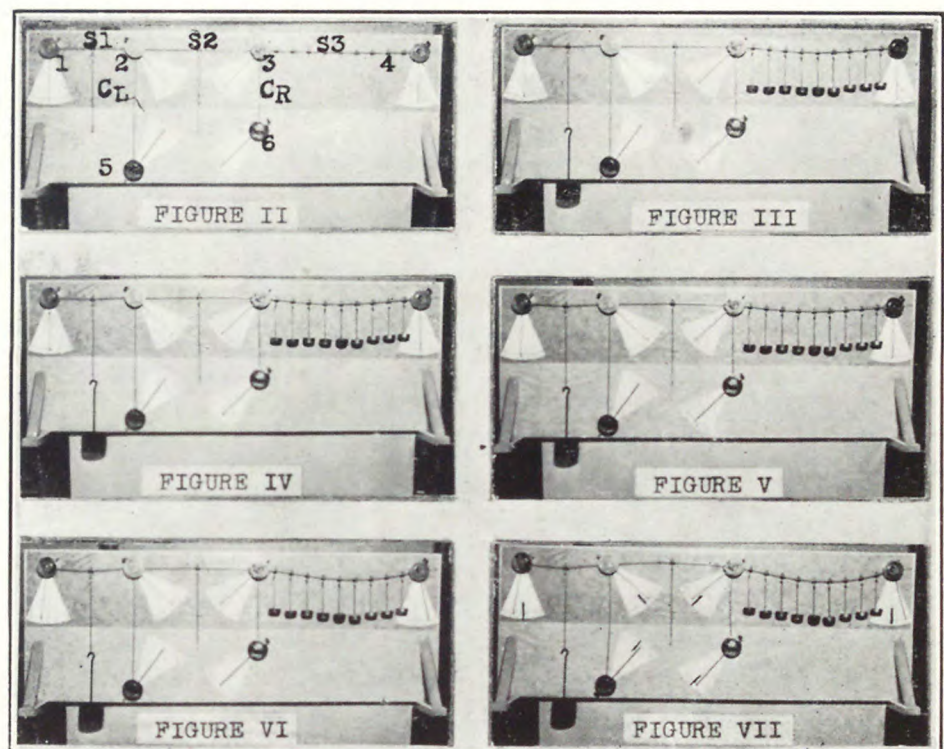 S1 S2 S3
1 2 3 4
CL CR
5 6
FIGURE II
FIGURE III
FIGURE IV
FIGURE V
FIGURE VI
FIGURE VII